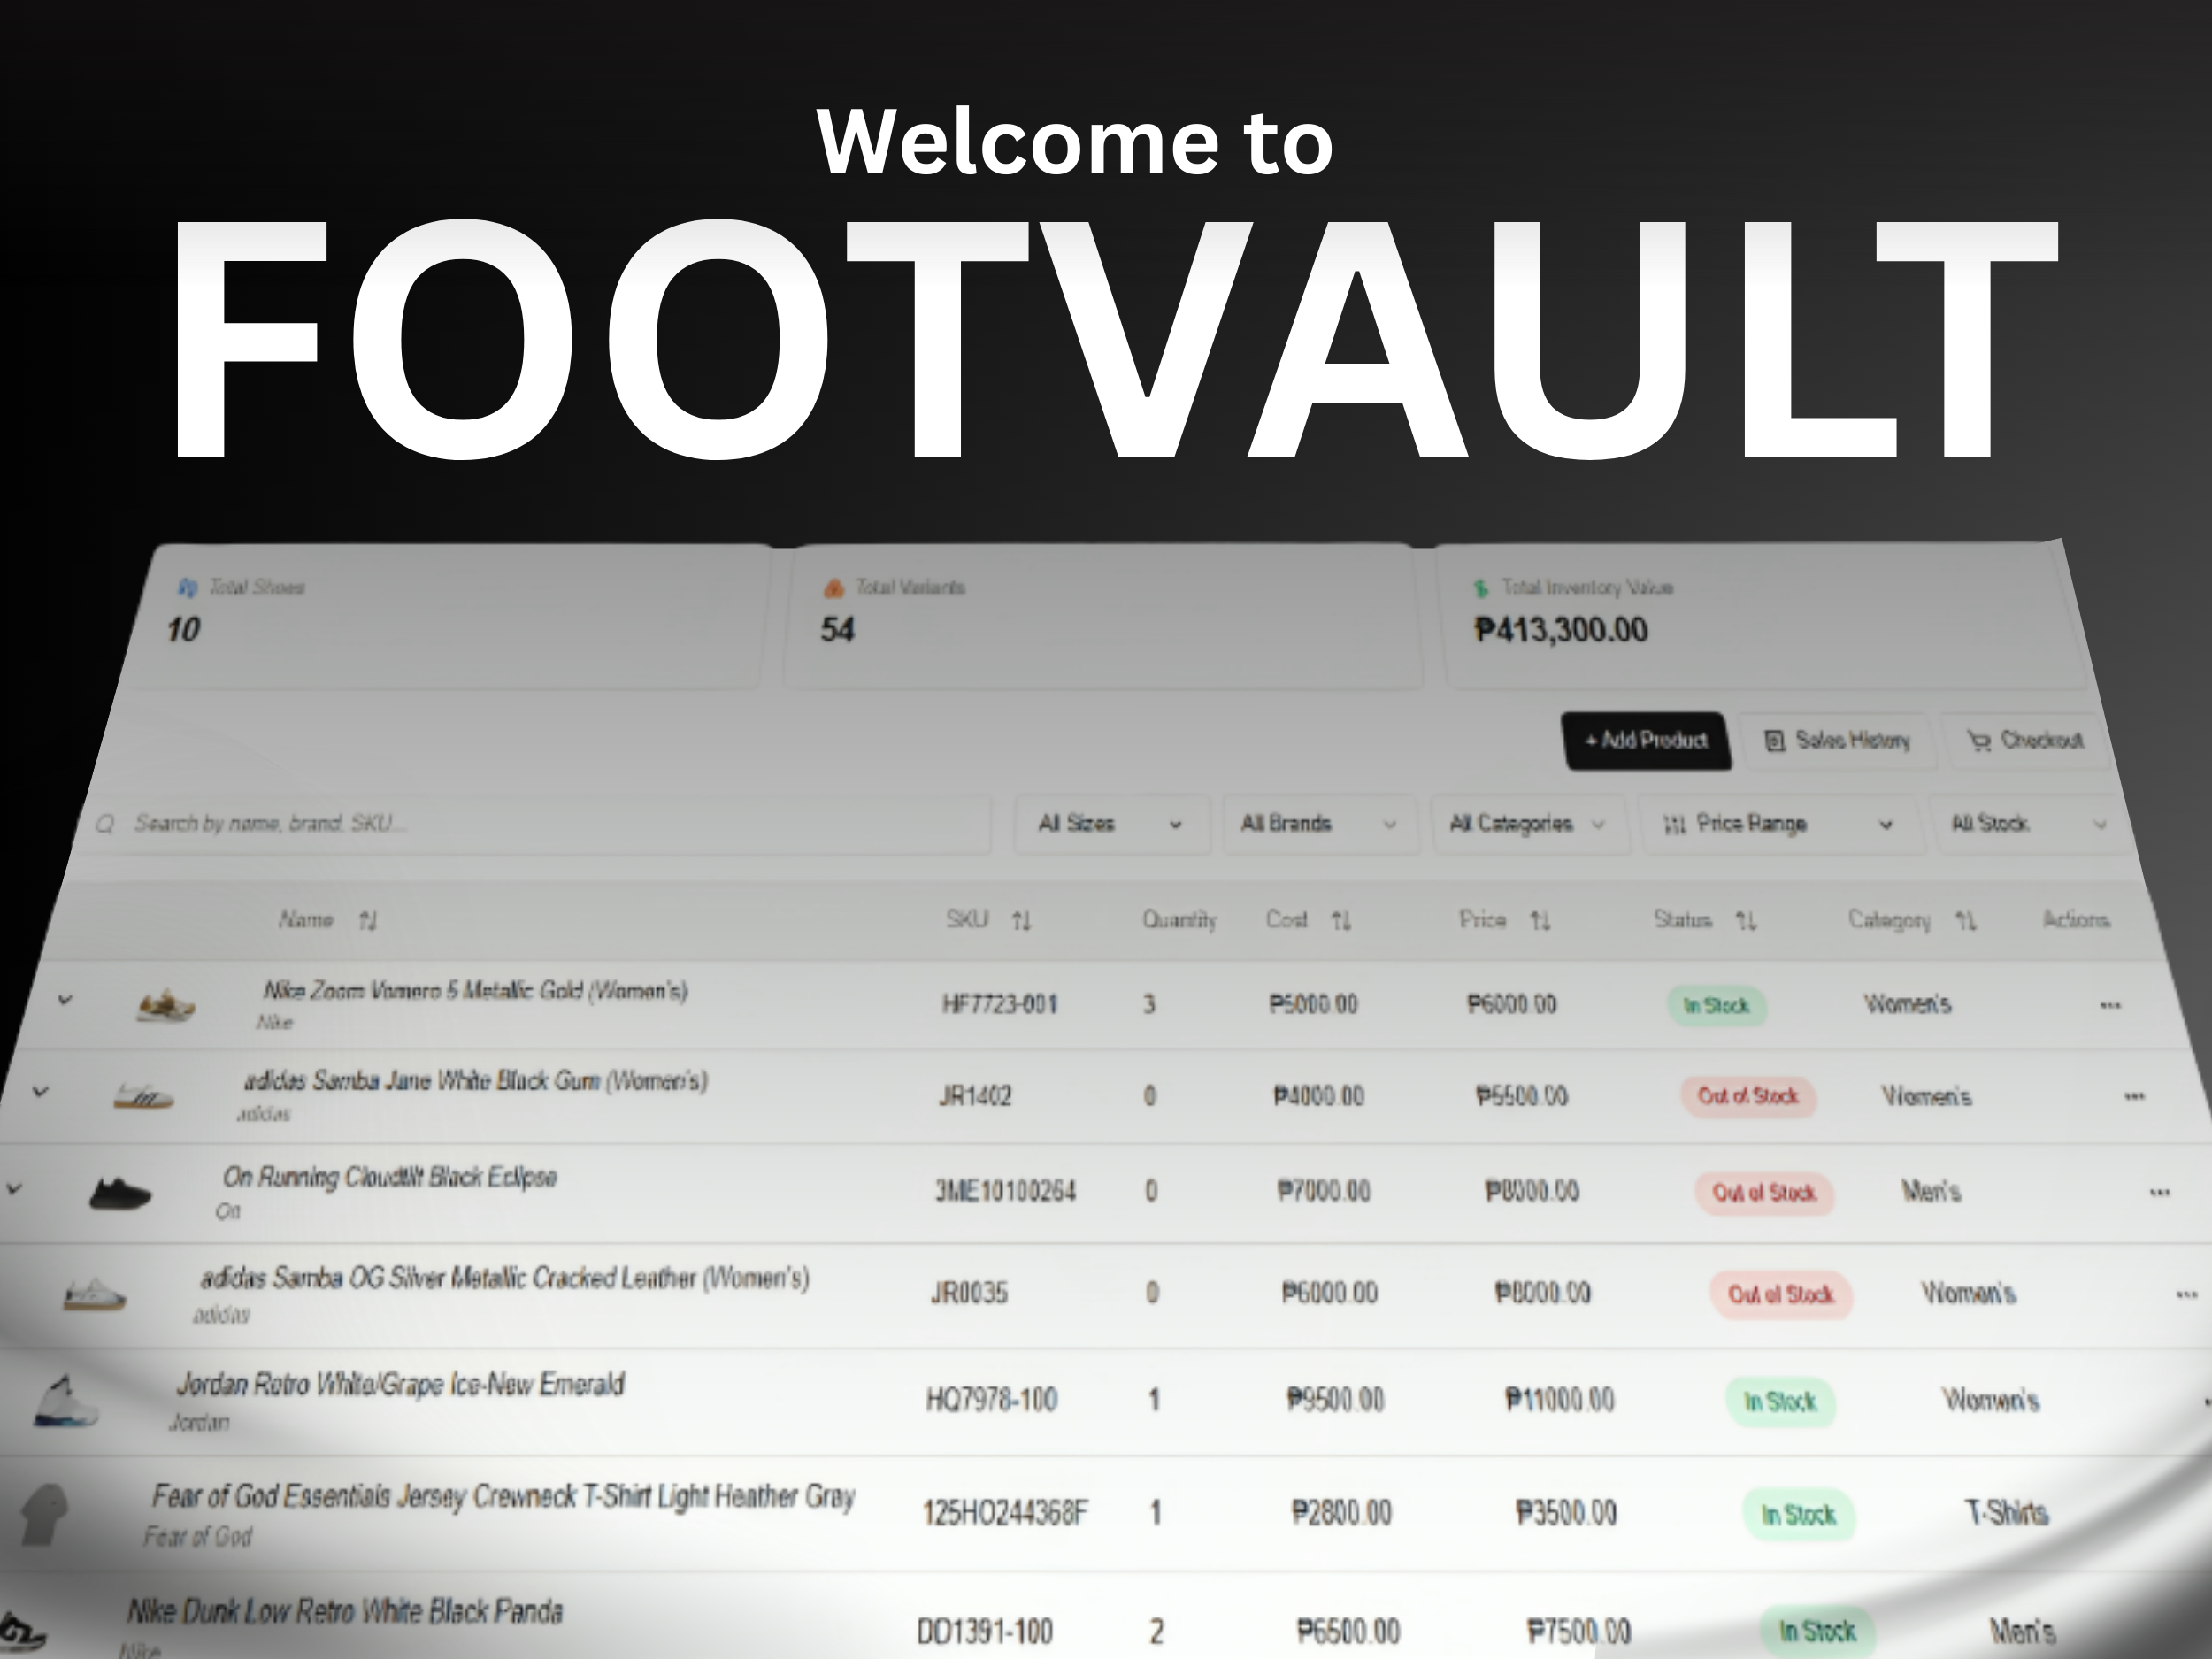 Welcome to
FOOTVAULT
Total Shoes
10
Total Variants
54
$ Total Inventory Value
₱413,300.00
+ Add Product
Sales History
Checkout
Search by name, brand, SKU...
All Sizes
All Brands
All Categories
Price Range
All Stock
Name SKU Quantity Cost Price Status Category Actions
Nike Zoom Vomero 5 Metallic Gold (Women's)
Nike
HF7723-001 3 ₱5000.00 ₱6000.00 In Stock Women's ...
adidas Samba Jane White Black Gum (Women's)
adidas
JR1402 0 ₱4000.00 ₱5500.00 Out of Stock Women's ...
On Running Cloudtilt Black Eclipse
On
3ME10100264 0 ₱7000.00 ₱8000.00 Out of Stock Men's ...
adidas Samba OG Silver Metallic Cracked Leather (Women's)
adidas
JR0035 0 ₱6000.00 ₱8000.00 Out of Stock Women's ...
Jordan Retro White/Grape Ice-New Emerald
Jordan
HQ7978-100 1 ₱9500.00 ₱11000.00 In Stock Women's
Fear of God Essentials Jersey Crewneck T-Shirt Light Heather Gray
Fear of God
125HO244368F 1 ₱2800.00 ₱3500.00 In Stock T-Shirts
Nike Dunk Low Retro White Black Panda
Nike
DD1391-100 2 ₱6500.00 ₱7500.00 In Stock Men's